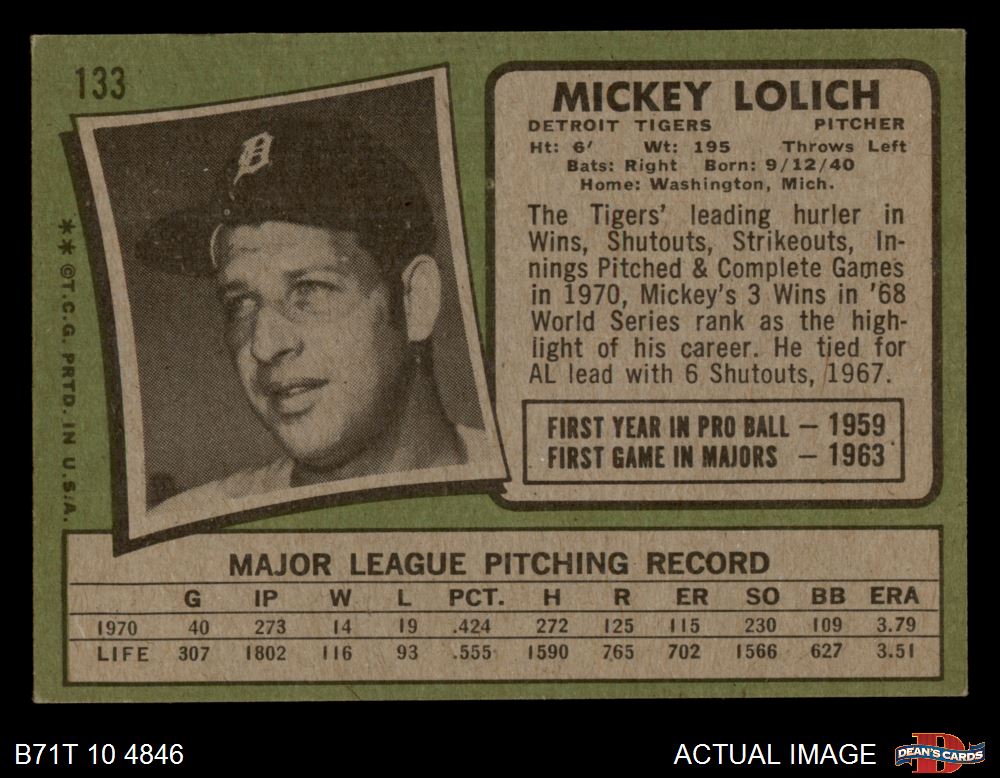 133
MICKEY LOLICH
DETROIT TIGERS PITCHER
Ht: 6' Wt: 195 Throws Left
Bats: Right Born: 9/12/40
Home: Washington, Mich.
The Tigers' leading hurler in
Wins, Shutouts, Strikeouts, In-
nings Pitched & Complete Games
in 1970, Mickey's 3 Wins in '68
World Series rank as the high-
light of his career. He tied for
AL lead with 6 Shutouts, 1967.
FIRST YEAR IN PRO BALL – 1959
FIRST GAME IN MAJORS – 1963
D
** ©T.C.G. PRTD. IN U.S.A.
MAJOR LEAGUE PITCHING RECORD
G IP W L PCT. H R ER SO BB ERA
1970 40 273 14 19 .424 272 125 115 230 109 3.79
LIFE 307 1802 116 93 .555 1590 765 702 1566 627 3.51
B71T 10 4846 ACTUAL IMAGE
D
DEAN'S CARDS